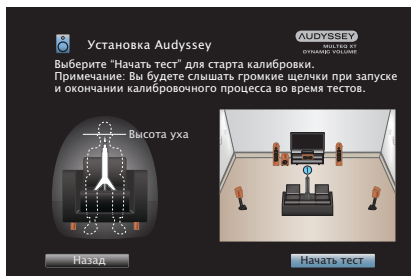 Установка Audyssey
AUDYSSEY
MULTEQ XT
DYNAMIC VOLUME
Выберите “Начать тест” для старта калибровки.
Примечание: Вы будете слышать громкие щелчки при запуске
и окончании калибровочного процесса во время тестов.
Высота уха
1
Назад
Начать тест